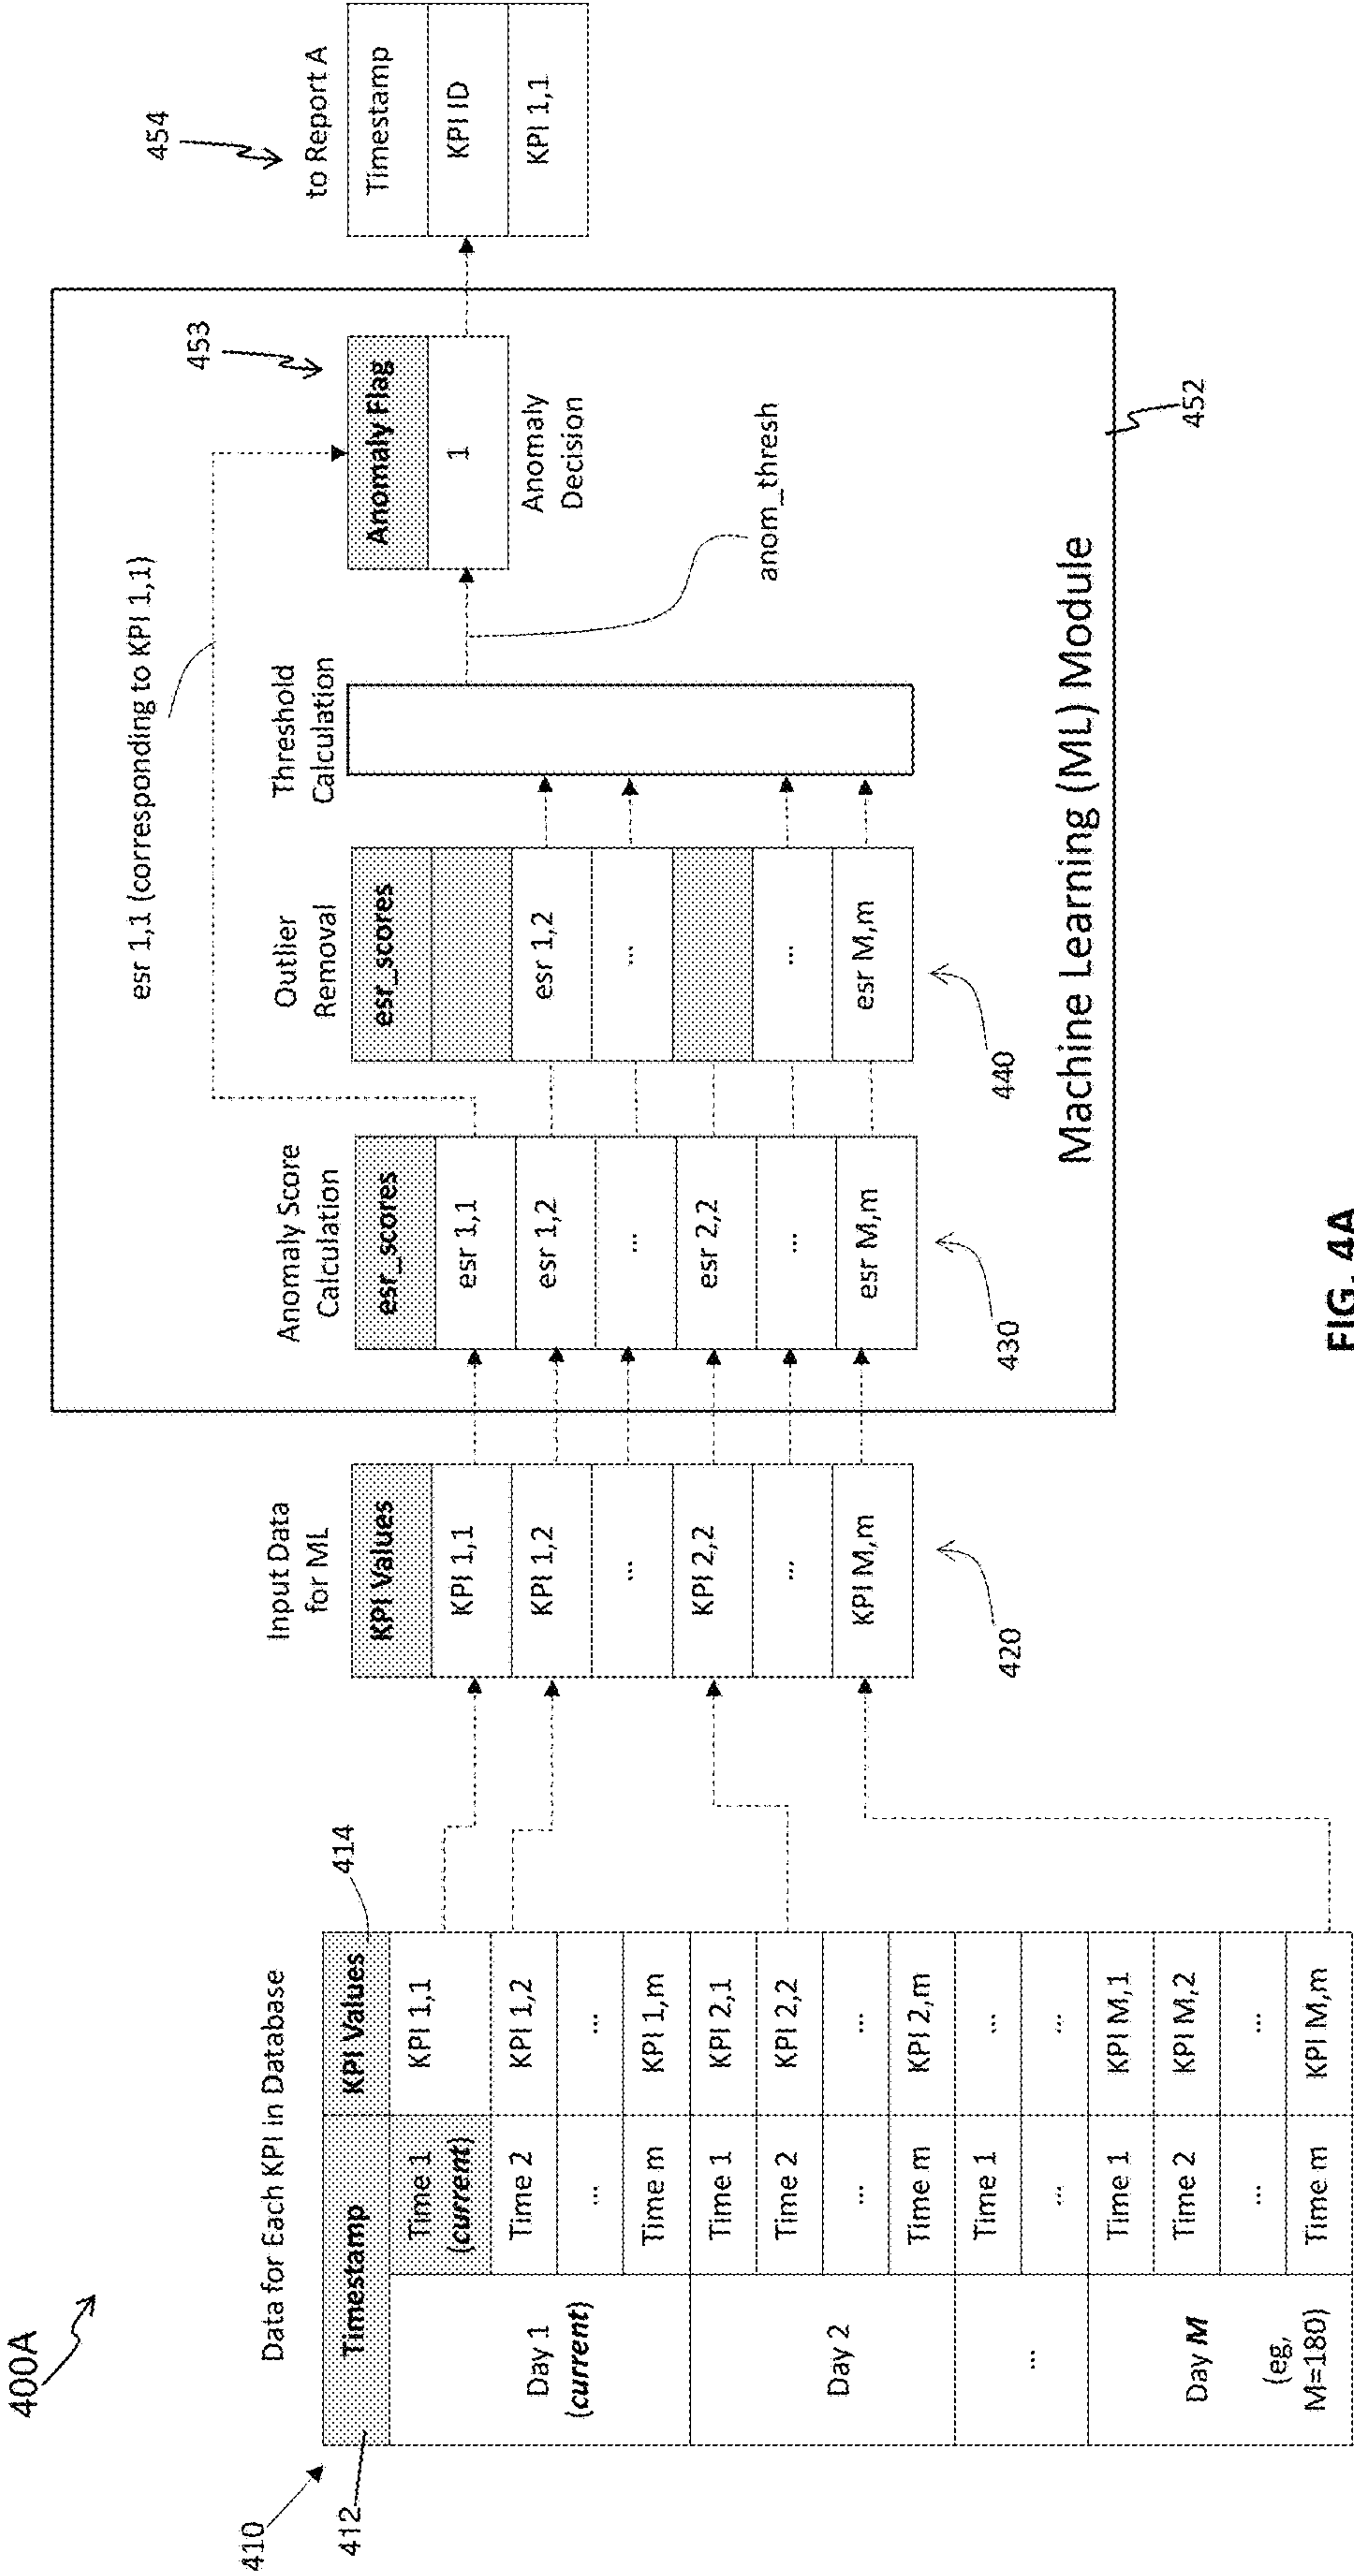 400A
410
412
414
Data for Each KPI in Database
Timestamp
KPI Values
Day 1
(current)
Time 1
(current)
KPI 1,1
Time 2
KPI 1,2
...
...
Time m
KPI 1,m
Day 2
Time 1
KPI 2,1
Time 2
KPI 2,2
...
...
Time m
KPI 2,m
...
Time 1
...
...
...
Day M
(eg,
M=180)
Time 1
KPI M,1
Time 2
KPI M,2
...
...
Time m
KPI M,m
Input Data
for ML
KPI Values
KPI 1,1
KPI 1,2
...
KPI 2,2
...
KPI M,m
420
Anomaly Score
Calculation
esr_scores
esr 1,1
esr 1,2
...
esr 2,2
...
esr M,m
430
Outlier
Removal
esr_scores
esr 1,2
...
...
esr M,m
440
esr 1,1 (corresponding to KPI 1,1)
Threshold
Calculation
anom_thresh
453
Anomaly Flag
1
Anomaly
Decision
Machine Learning (ML) Module
452
454
to Report A
Timestamp
KPI ID
KPI 1,1
FIG. 4A